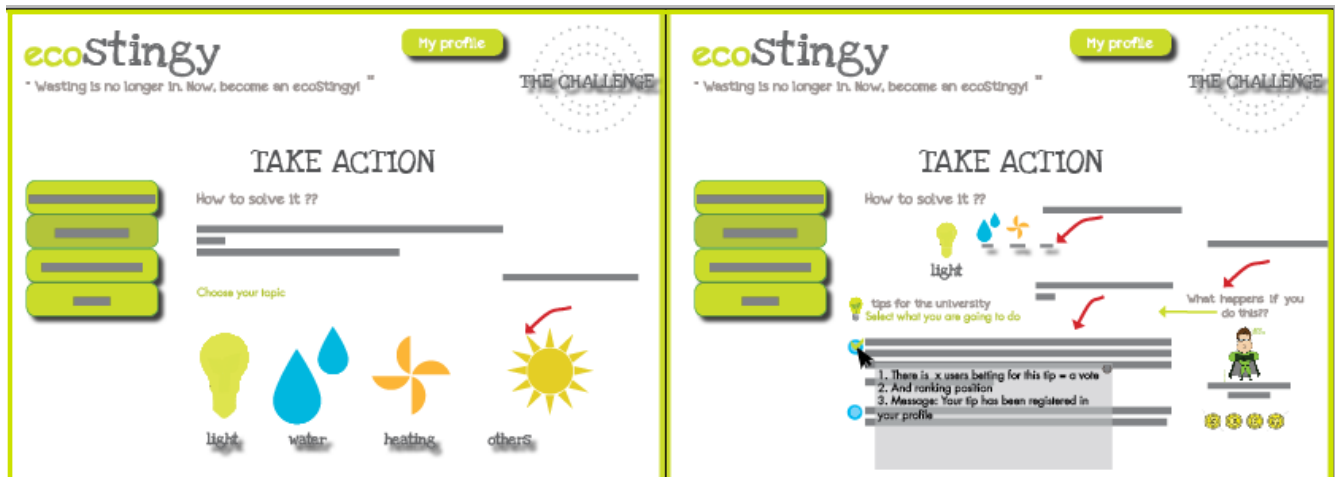 ecoStingy
My profile
" Wasting is no longer in. Now, become an ecoStingy! "
THE CHALLENGE
TAKE ACTION
How to solve it ??
Choose your topic
light
water
heating
others
ecoStingy
My profile
" Wasting is no longer in. Now, become an ecoStingy! "
THE CHALLENGE
TAKE ACTION
How to solve it ??
light
tips for the university
Select what you are going to do
What happens if you
do this??
1. There is x users betting for this tip = a vote
2. And ranking position
3. Message: Your tip has been registered in
your profile